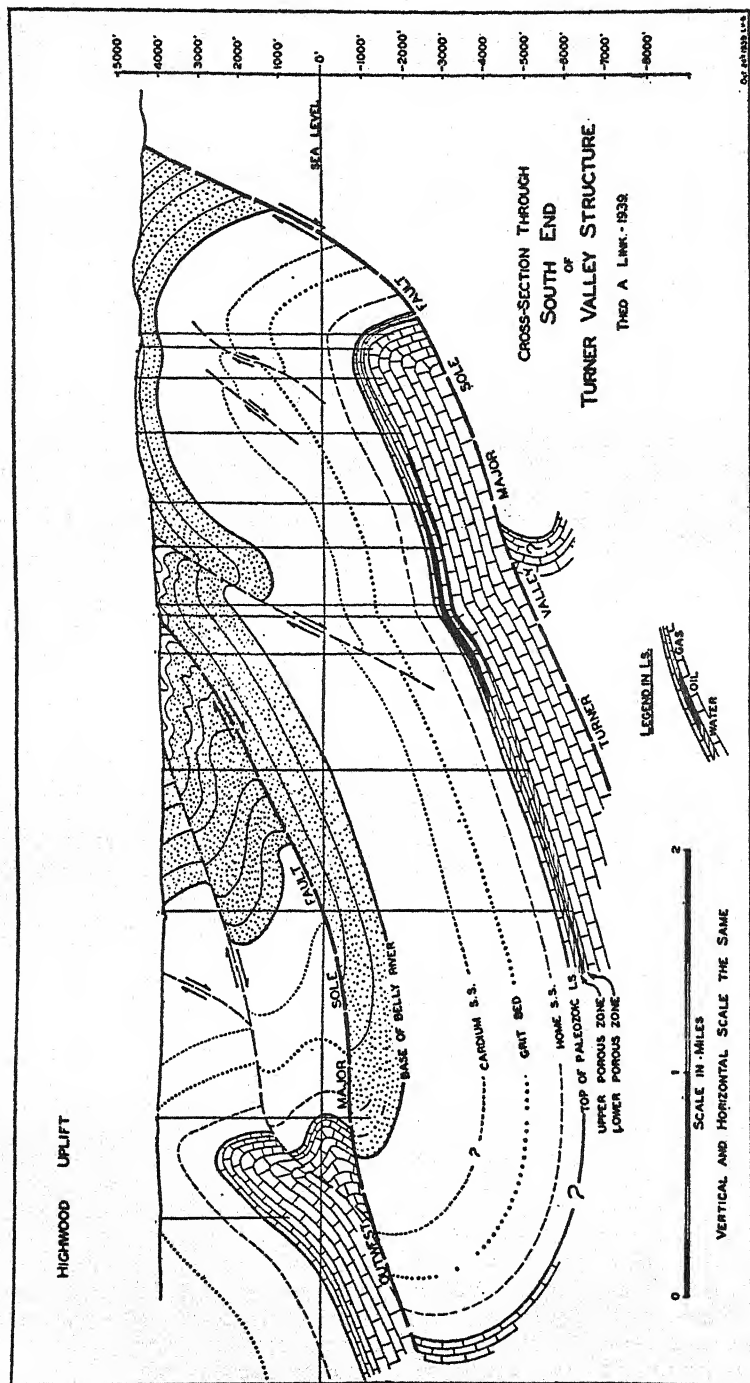 HIGHWOOD UPLIFT
5000'
4000'
3000'
2000'
1000'
0'
-1000'
-2000'
-3000'
-4000'
-5000'
-6000'
-7000'
-8000'
SEA LEVEL
OUTWEST MAJOR SOLE FAULT
BASE OF BELLY RIVER
? CARDIUM S.S.
GRIT BED
HOME S.S.
? TOP OF PALEOZOIC LS.
UPPER POROUS ZONE
LOWER POROUS ZONE
TURNER VALLEY MAJOR SOLE FAULT
?
CROSS-SECTION THROUGH
SOUTH END
OF
TURNER VALLEY STRUCTURE
THEO A LINK.-1939.
LEGEND IN LS.
WATER
OIL
GAS
0 1 2
SCALE IN MILES
VERTICAL AND HORIZONTAL SCALE THE SAME